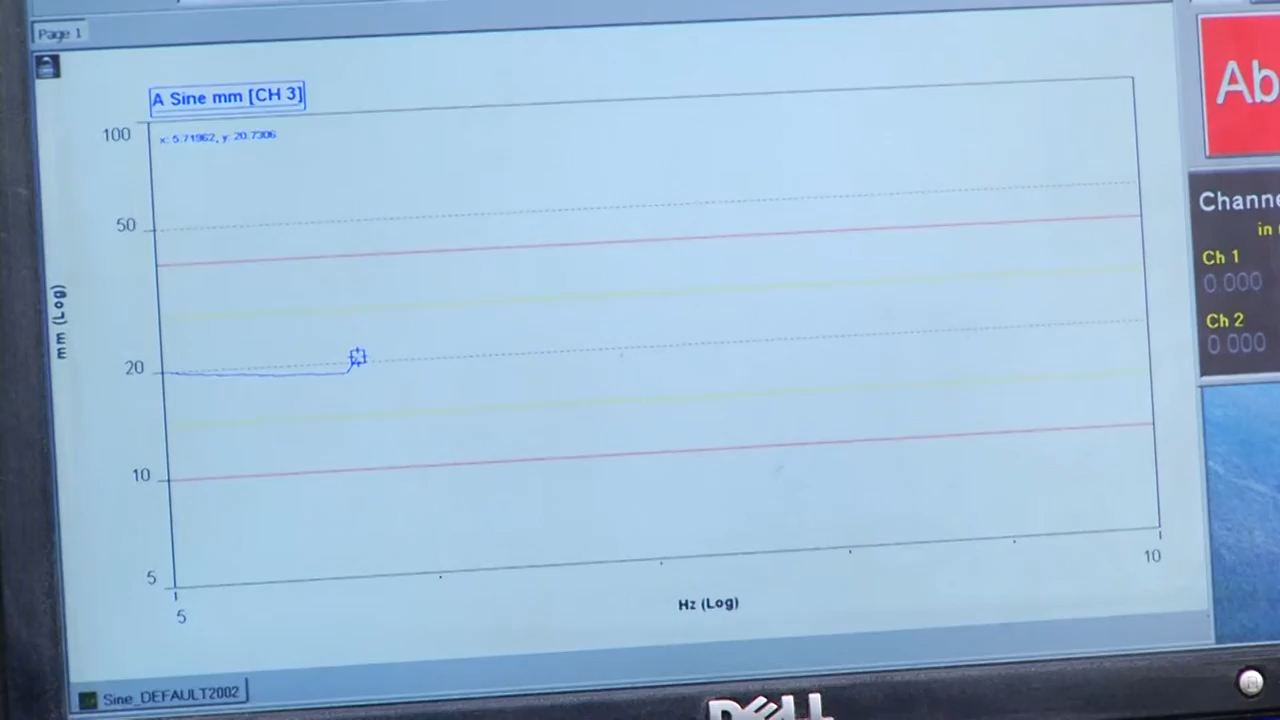 Page 1
A Sine mm [CH 3]
x: 5.71962, y: 20.7306
100
50
20
10
5
mm (Log)
5
10
Hz (Log)
Ab
Channe
in
Ch 1
0.000
Ch 2
0.000
Sine_DEFAULT2002
DELL